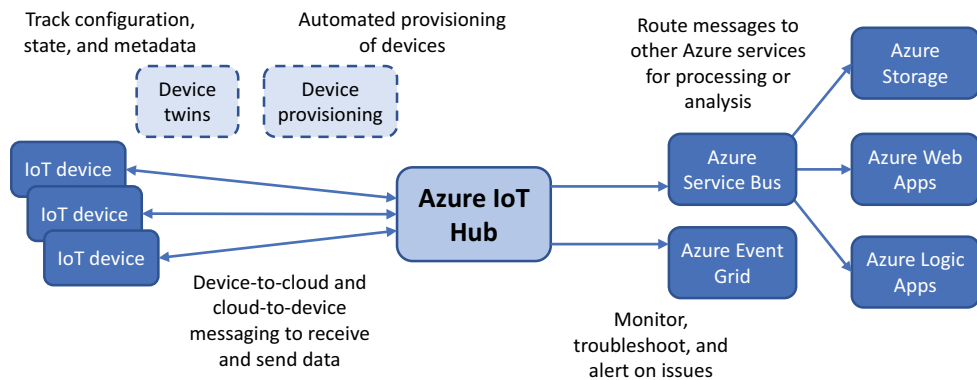 Track configuration,
state, and metadata
Automated provisioning
of devices
Route messages to
other Azure services
for processing or
analysis
Device
twins
Device
provisioning
IoT device
IoT device
IoT device
Azure IoT
Hub
Azure
Service Bus
Azure Event
Grid
Azure
Storage
Azure Web
Apps
Azure Logic
Apps
Device-to-cloud and
cloud-to-device
messaging to receive
and send data
Monitor,
troubleshoot, and
alert on issues